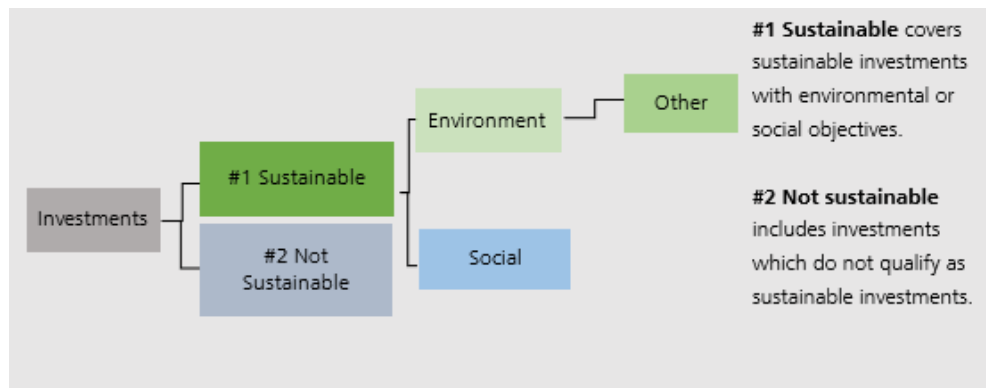 Investments
#1 Sustainable
#2 Not
Sustainable
Environment
Social
Other
#1 Sustainable covers
sustainable investments
with environmental or
social objectives.
#2 Not sustainable
includes investments
which do not qualify as
sustainable investments.